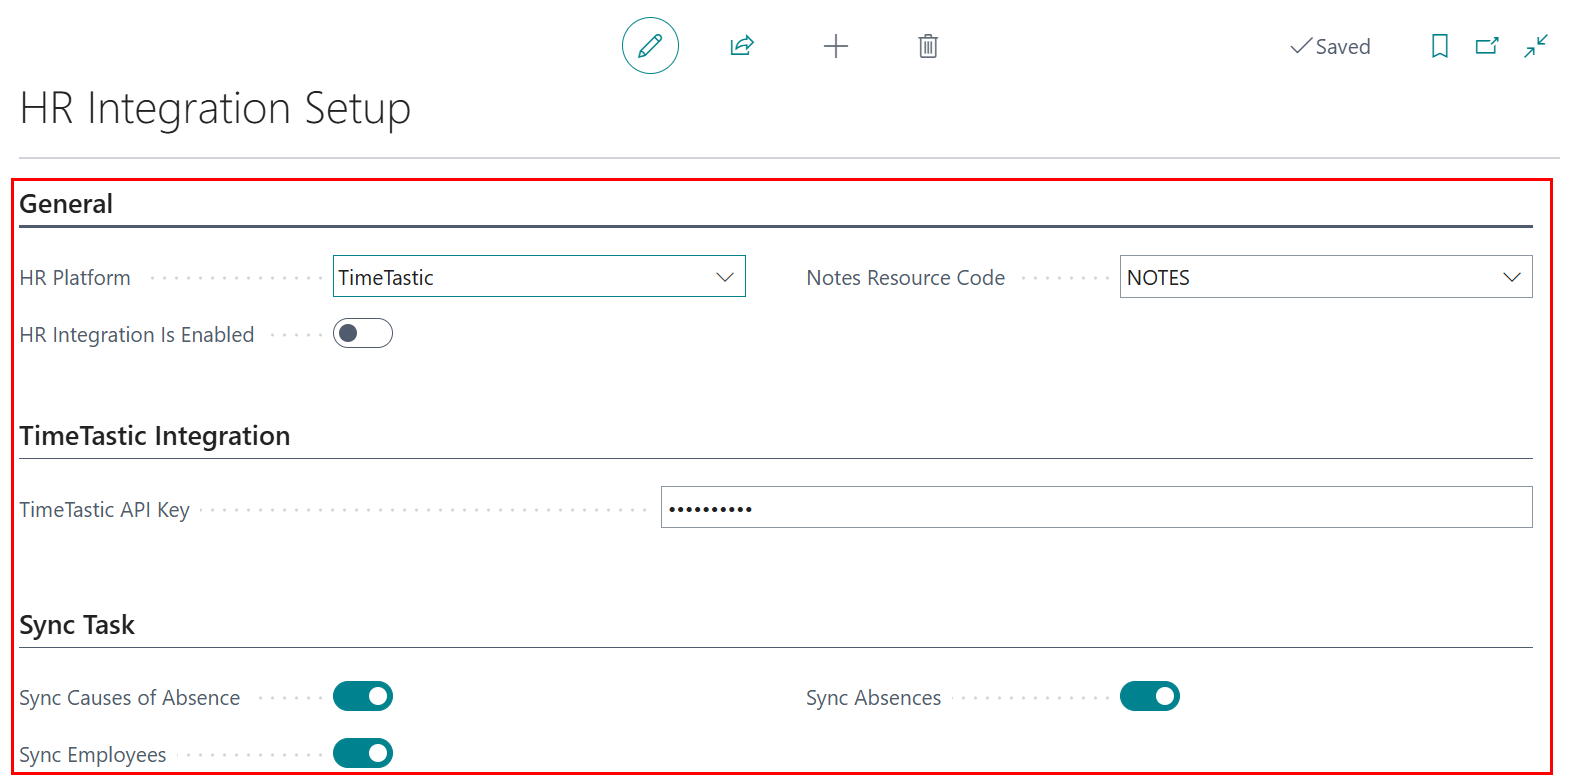 Saved
HR Integration Setup
General
HR Platform TimeTastic Notes Resource Code NOTES
HR Integration Is Enabled
TimeTastic Integration
TimeTastic API Key ••••••••••
Sync Task
Sync Causes of Absence Sync Absences
Sync Employees